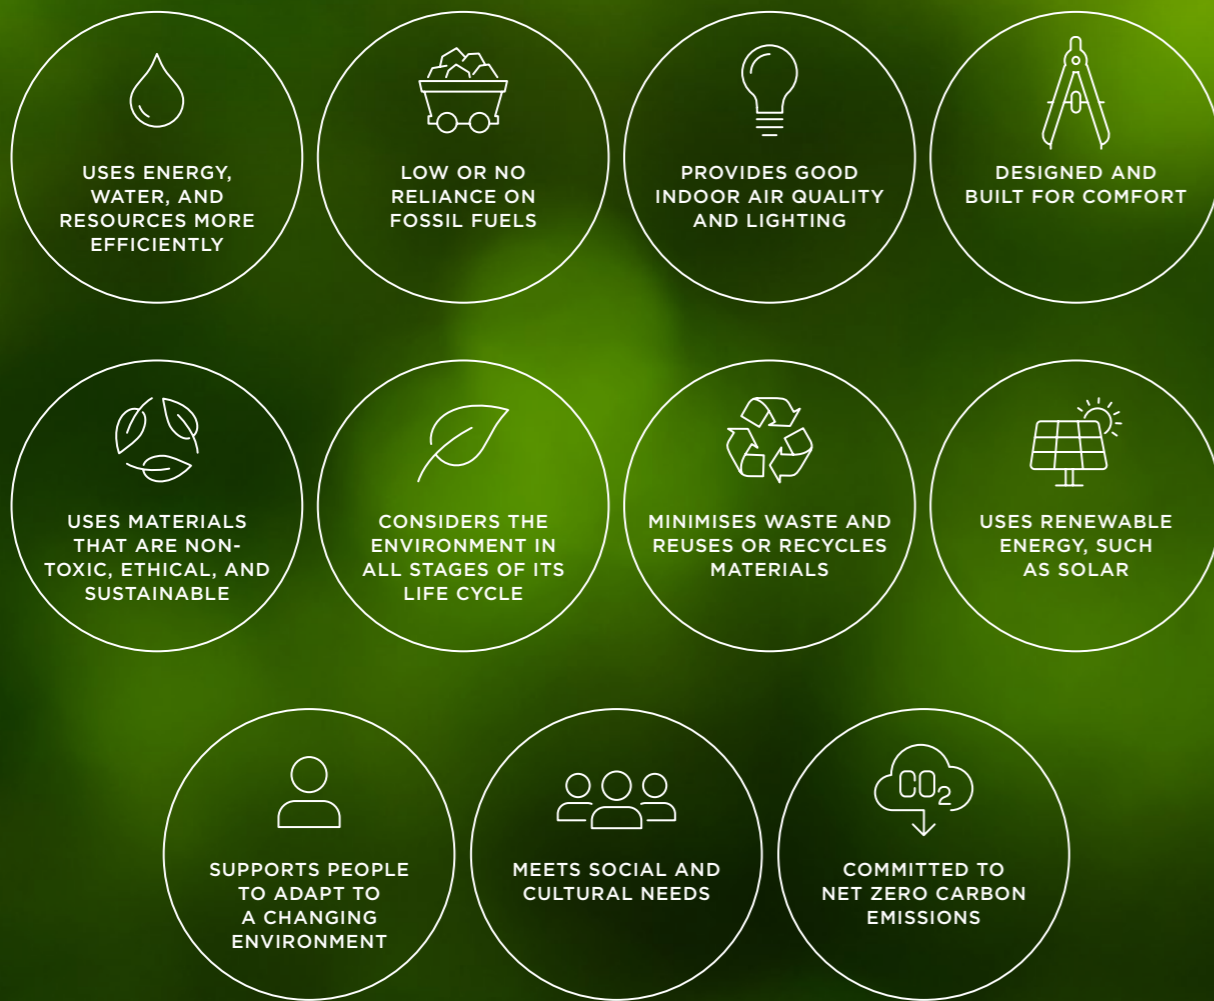 USES ENERGY,
WATER, AND
RESOURCES MORE
EFFICIENTLY
LOW OR NO
RELIANCE ON
FOSSIL FUELS
PROVIDES GOOD
INDOOR AIR QUALITY
AND LIGHTING
DESIGNED AND
BUILT FOR COMFORT
USES MATERIALS
THAT ARE NON-
TOXIC, ETHICAL, AND
SUSTAINABLE
CONSIDERS THE
ENVIRONMENT IN
ALL STAGES OF ITS
LIFE CYCLE
MINIMISES WASTE AND
REUSES OR RECYCLES
MATERIALS
USES RENEWABLE
ENERGY, SUCH
AS SOLAR
SUPPORTS PEOPLE
TO ADAPT TO
A CHANGING
ENVIRONMENT
MEETS SOCIAL AND
CULTURAL NEEDS
CO₂
COMMITTED TO
NET ZERO CARBON
EMISSIONS